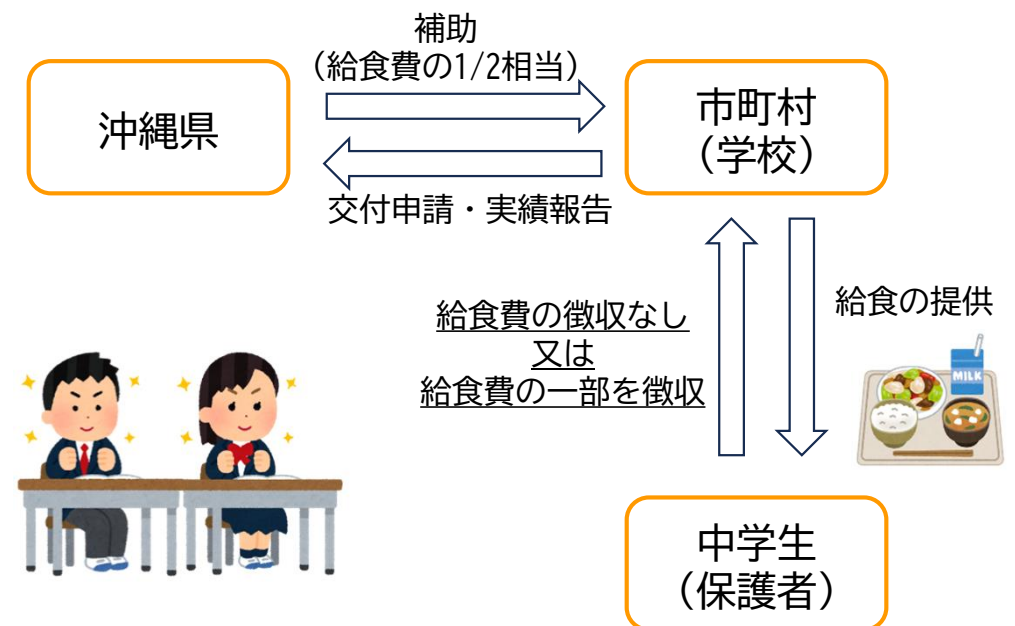 補助
(給食費の1/2相当)
沖縄県
市町村
(学校)
交付申請・実績報告
給食費の徴収なし
又は
給食費の一部を徴収
給食の提供
MILK
中学生
(保護者)